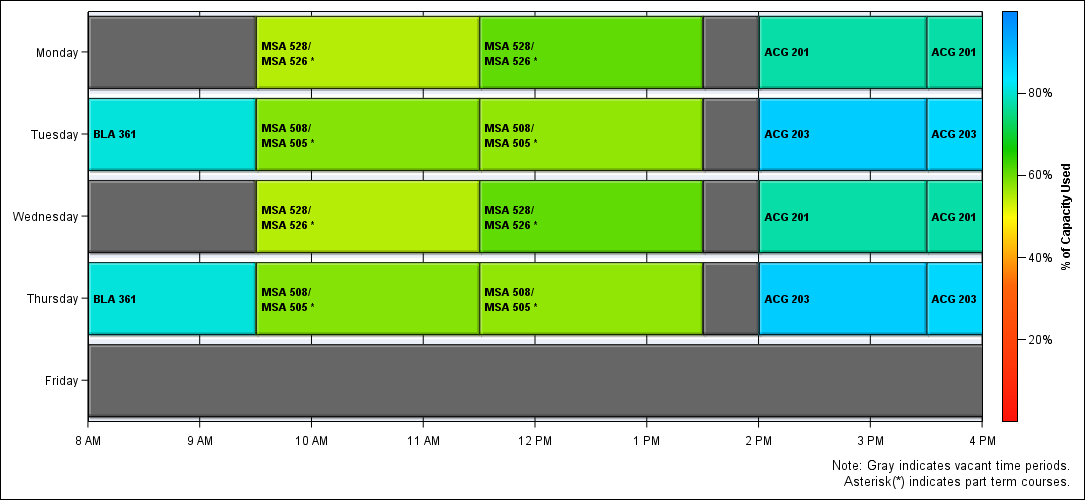 Monday
MSA 528/
MSA 526 *
MSA 528/
MSA 526 *
ACG 201
ACG 201
Tuesday
BLA 361
MSA 508/
MSA 505 *
MSA 508/
MSA 505 *
ACG 203
ACG 203
Wednesday
MSA 528/
MSA 526 *
MSA 528/
MSA 526 *
ACG 201
ACG 201
Thursday
BLA 361
MSA 508/
MSA 505 *
MSA 508/
MSA 505 *
ACG 203
ACG 203
Friday
8 AM
9 AM
10 AM
11 AM
12 PM
1 PM
2 PM
3 PM
4 PM
80%
60%
40%
20%
% of Capacity Used
Note: Gray indicates vacant time periods.
Asterisk(*) indicates part term courses.